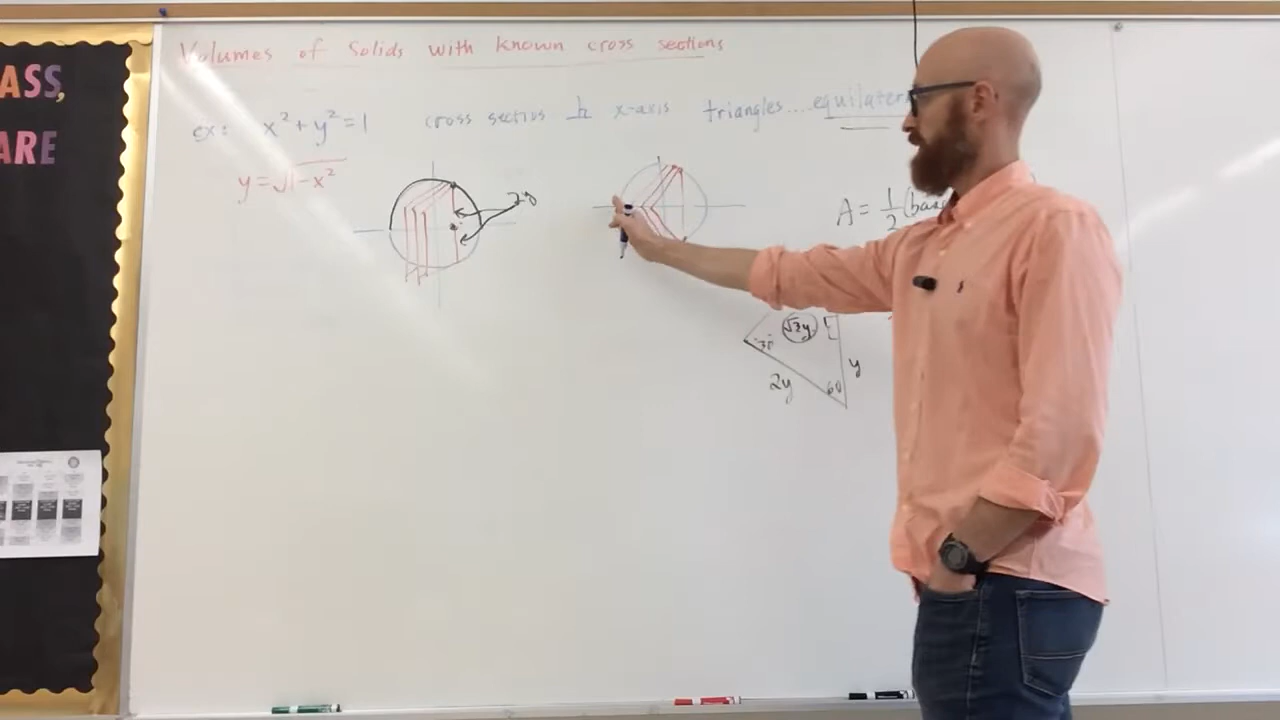 ASS,
ARE
Volumes of Solids with known cross sections
ex: x²+y²=1 cross sections ⊥ x-axis triangles....equilater
y=√1-x²
2y
A = 1/2 (bas
30° √3y
y
2y
60